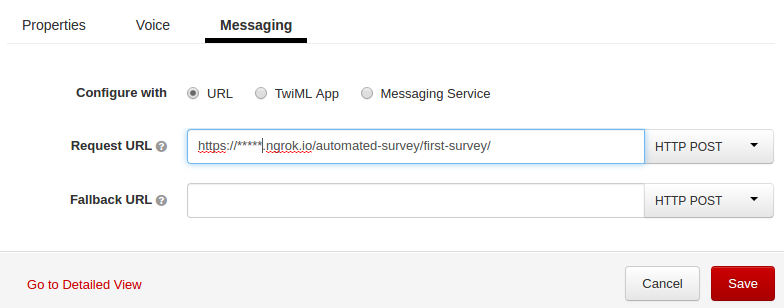 Properties Voice Messaging
Configure with URL TwiML App Messaging Service
Request URL ? https://*****.ngrok.io/automated-survey/first-survey/ HTTP POST
Fallback URL ? HTTP POST
Go to Detailed View Cancel Save